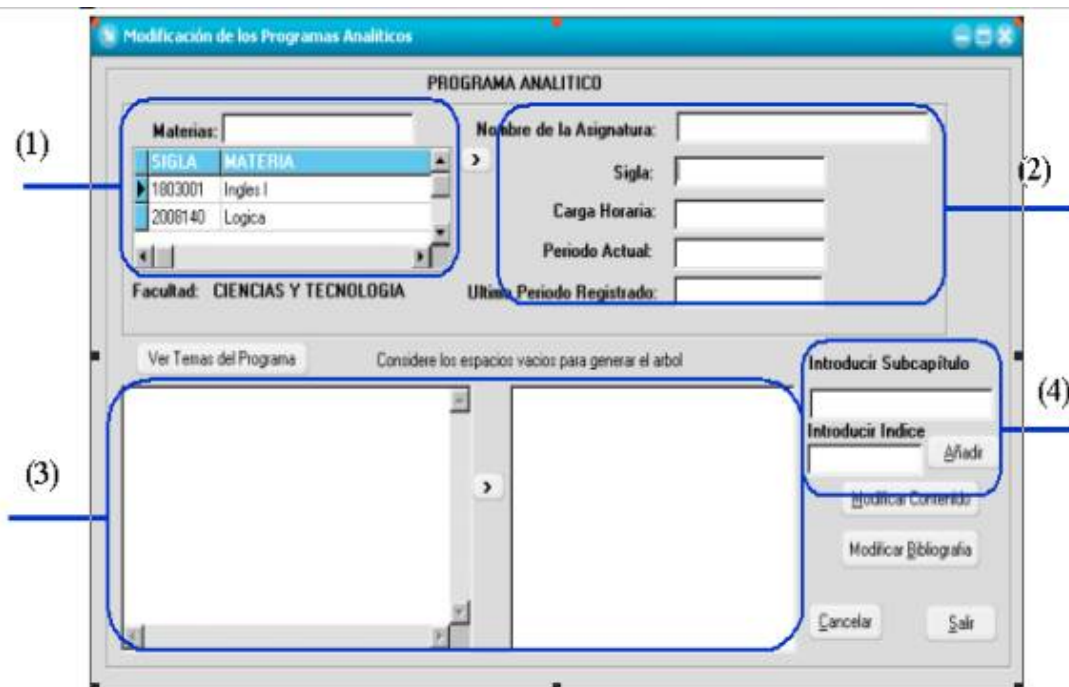 Modificación de los Programas Analiticos
PROGRAMA ANALITICO
(1)
Materias:
SIGLA MATERIA
1803001 Ingles I
2008140 Logica
Facultad: CIENCIAS Y TECNOLOGIA
>
Nombre de la Asignatura:
Sigla:
Carga Horaria:
Periodo Actual:
Ultimo Periodo Registrado:
(2)
Ver Temas del Programa
Considere los espacios vacios para generar el arbol
(3)
>
Introducir Subcapítulo
Introducir Indice
Añadir
(4)
Modificar Contenido
Modificar Bibliografia
Cancelar
Salir